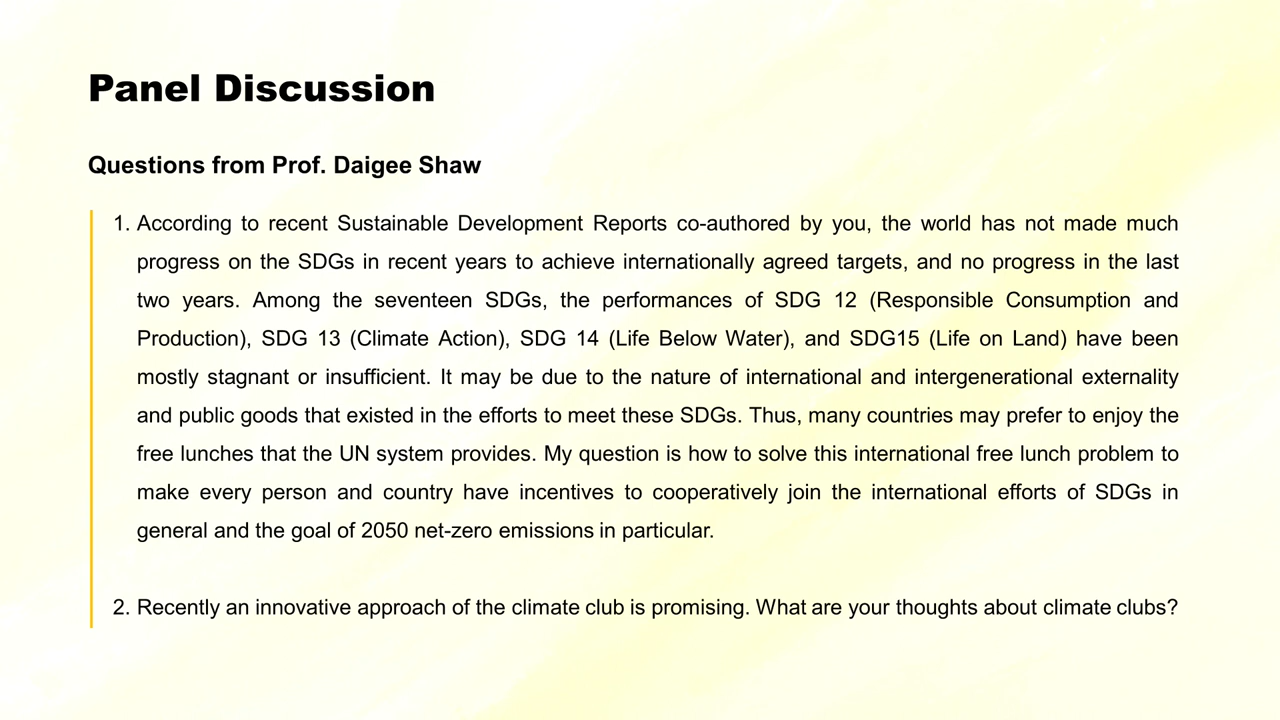 Panel Discussion
Questions from Prof. Daigee Shaw
1. According to recent Sustainable Development Reports co-authored by you, the world has not made much
progress on the SDGs in recent years to achieve internationally agreed targets, and no progress in the last
two years. Among the seventeen SDGs, the performances of SDG 12 (Responsible Consumption and
Production), SDG 13 (Climate Action), SDG 14 (Life Below Water), and SDG15 (Life on Land) have been
mostly stagnant or insufficient. It may be due to the nature of international and intergenerational externality
and public goods that existed in the efforts to meet these SDGs. Thus, many countries may prefer to enjoy the
free lunches that the UN system provides. My question is how to solve this international free lunch problem to
make every person and country have incentives to cooperatively join the international efforts of SDGs in
general and the goal of 2050 net-zero emissions in particular.
2. Recently an innovative approach of the climate club is promising. What are your thoughts about climate clubs?